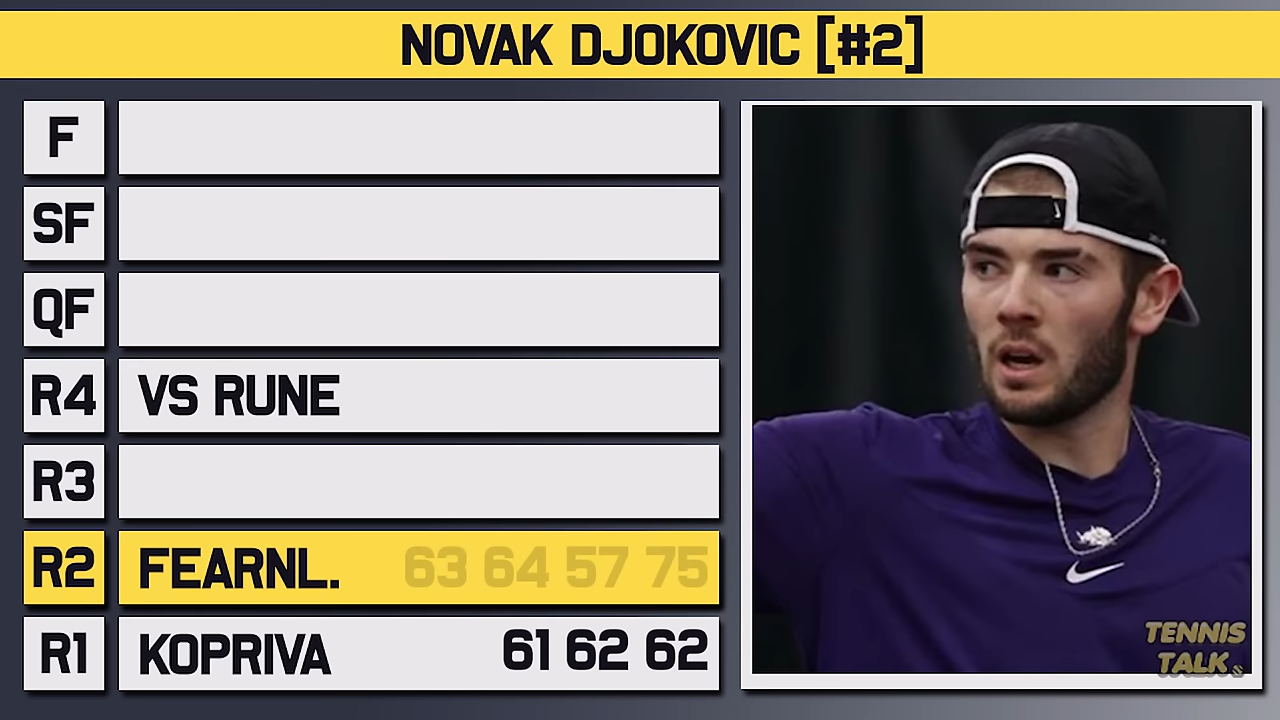 NOVAK DJOKOVIC [#2]
F
SF
QF
R4 VS RUNE
R3
R2 FEARNL. 63 64 57 75
R1 KOPRIVA 61 62 62
TENNIS
TALK